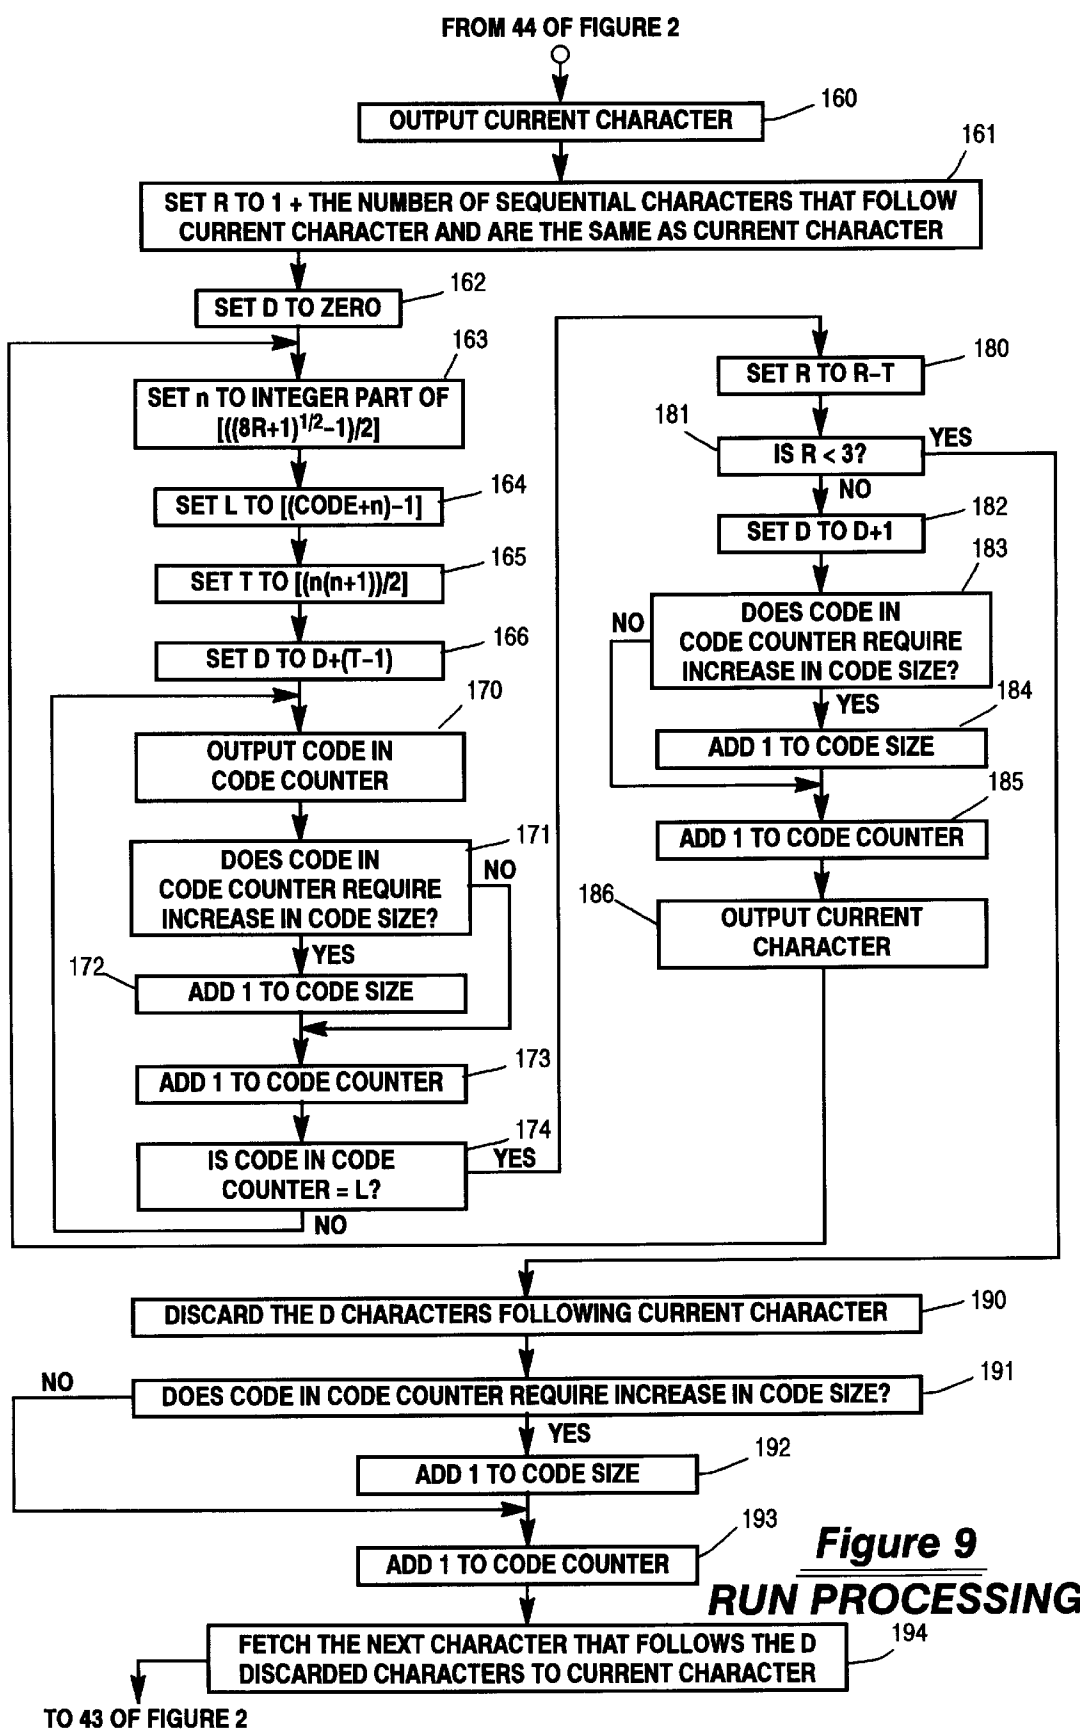 FROM 44 OF FIGURE 2
OUTPUT CURRENT CHARACTER
160
161
SET R TO 1 + THE NUMBER OF SEQUENTIAL CHARACTERS THAT FOLLOW
CURRENT CHARACTER AND ARE THE SAME AS CURRENT CHARACTER
162
SET D TO ZERO
163
SET n TO INTEGER PART OF
[((8R+1)^1/2−1)/2]
164
SET L TO [(CODE+n)−1]
165
SET T TO [(n(n+1))/2]
166
SET D TO D+(T−1)
170
OUTPUT CODE IN
CODE COUNTER
171
DOES CODE IN
CODE COUNTER REQUIRE
INCREASE IN CODE SIZE?
NO
YES
172
ADD 1 TO CODE SIZE
173
ADD 1 TO CODE COUNTER
174
IS CODE IN CODE
COUNTER = L?
YES
NO
180
SET R TO R−T
181
IS R < 3?
YES
NO
182
SET D TO D+1
183
DOES CODE IN
CODE COUNTER REQUIRE
INCREASE IN CODE SIZE?
NO
YES
184
ADD 1 TO CODE SIZE
185
ADD 1 TO CODE COUNTER
186
OUTPUT CURRENT
CHARACTER
190
DISCARD THE D CHARACTERS FOLLOWING CURRENT CHARACTER
191
DOES CODE IN CODE COUNTER REQUIRE INCREASE IN CODE SIZE?
NO
YES
192
ADD 1 TO CODE SIZE
193
ADD 1 TO CODE COUNTER
Figure 9
RUN PROCESSING
194
FETCH THE NEXT CHARACTER THAT FOLLOWS THE D
DISCARDED CHARACTERS TO CURRENT CHARACTER
TO 43 OF FIGURE 2